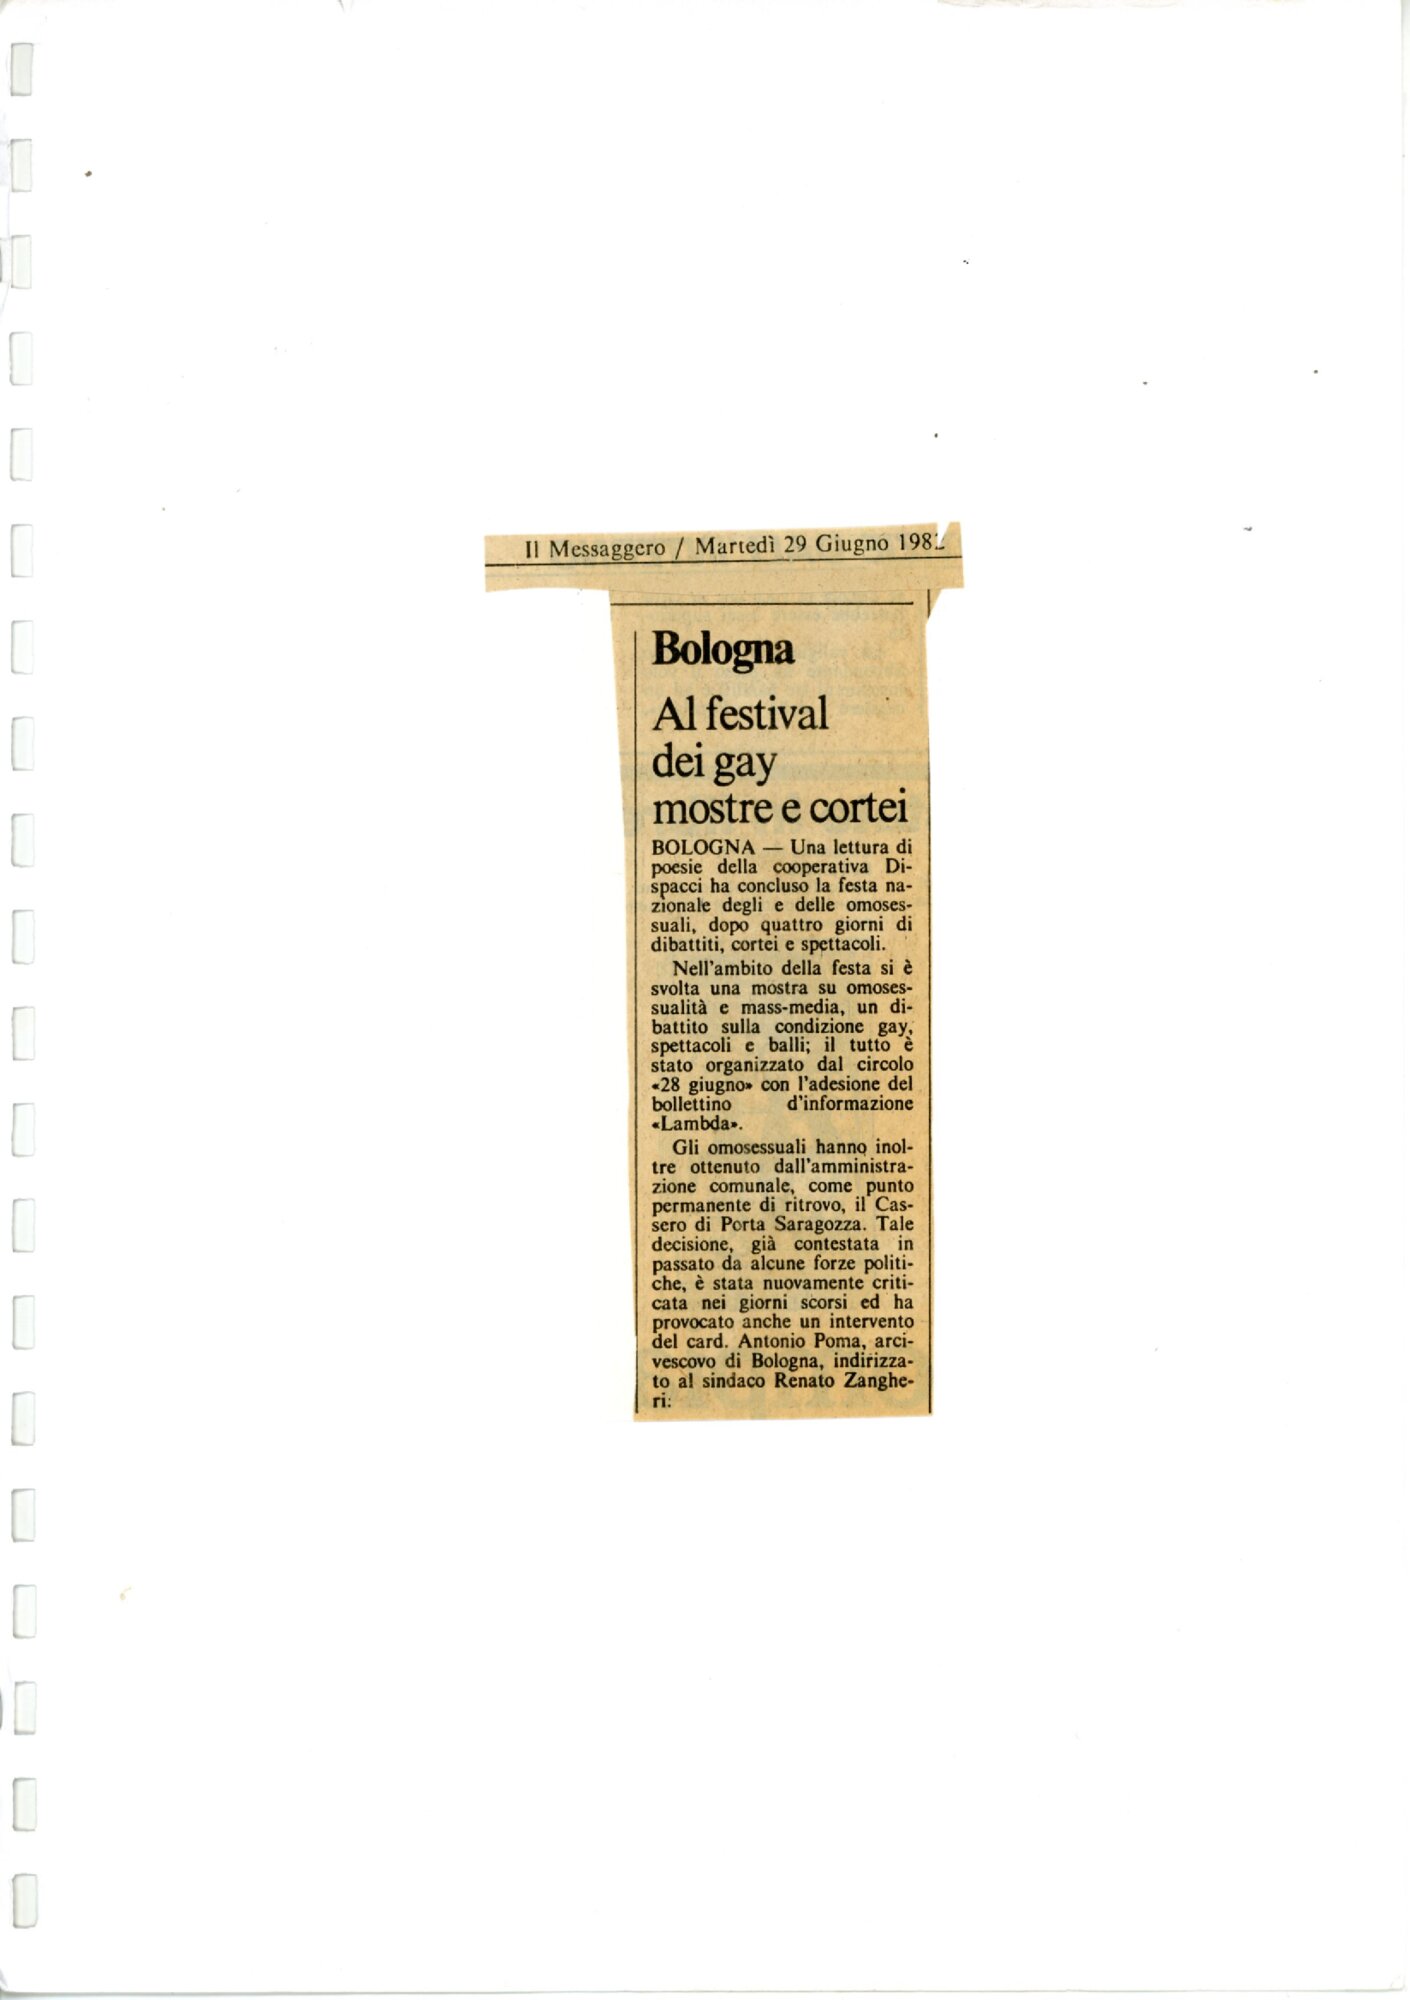 Il Messaggero / Martedì 29 Giugno 1982
Bologna
Al festival
dei gay
mostre e cortei
BOLOGNA — Una lettura di
poesie della cooperativa Di-
spacci ha concluso la festa na-
zionale degli e delle omoses-
suali, dopo quattro giorni di
dibattiti, cortei e spettacoli.
Nell'ambito della festa si è
svolta una mostra su omoses-
sualità e mass-media, un di-
battito sulla condizione gay,
spettacoli e balli; il tutto è
stato organizzato dal circolo
«28 giugno» con l'adesione del
bollettino d'informazione
«Lambda».
Gli omosessuali hanno inol-
tre ottenuto dall'amministra-
zione comunale, come punto
permanente di ritrovo, il Cas-
sero di Porta Saragozza. Tale
decisione, già contestata in
passato da alcune forze politi-
che, è stata nuovamente criti-
cata nei giorni scorsi ed ha
provocato anche un intervento
del card. Antonio Poma, arci-
vescovo di Bologna, indirizza-
to al sindaco Renato Zanghe-
ri: